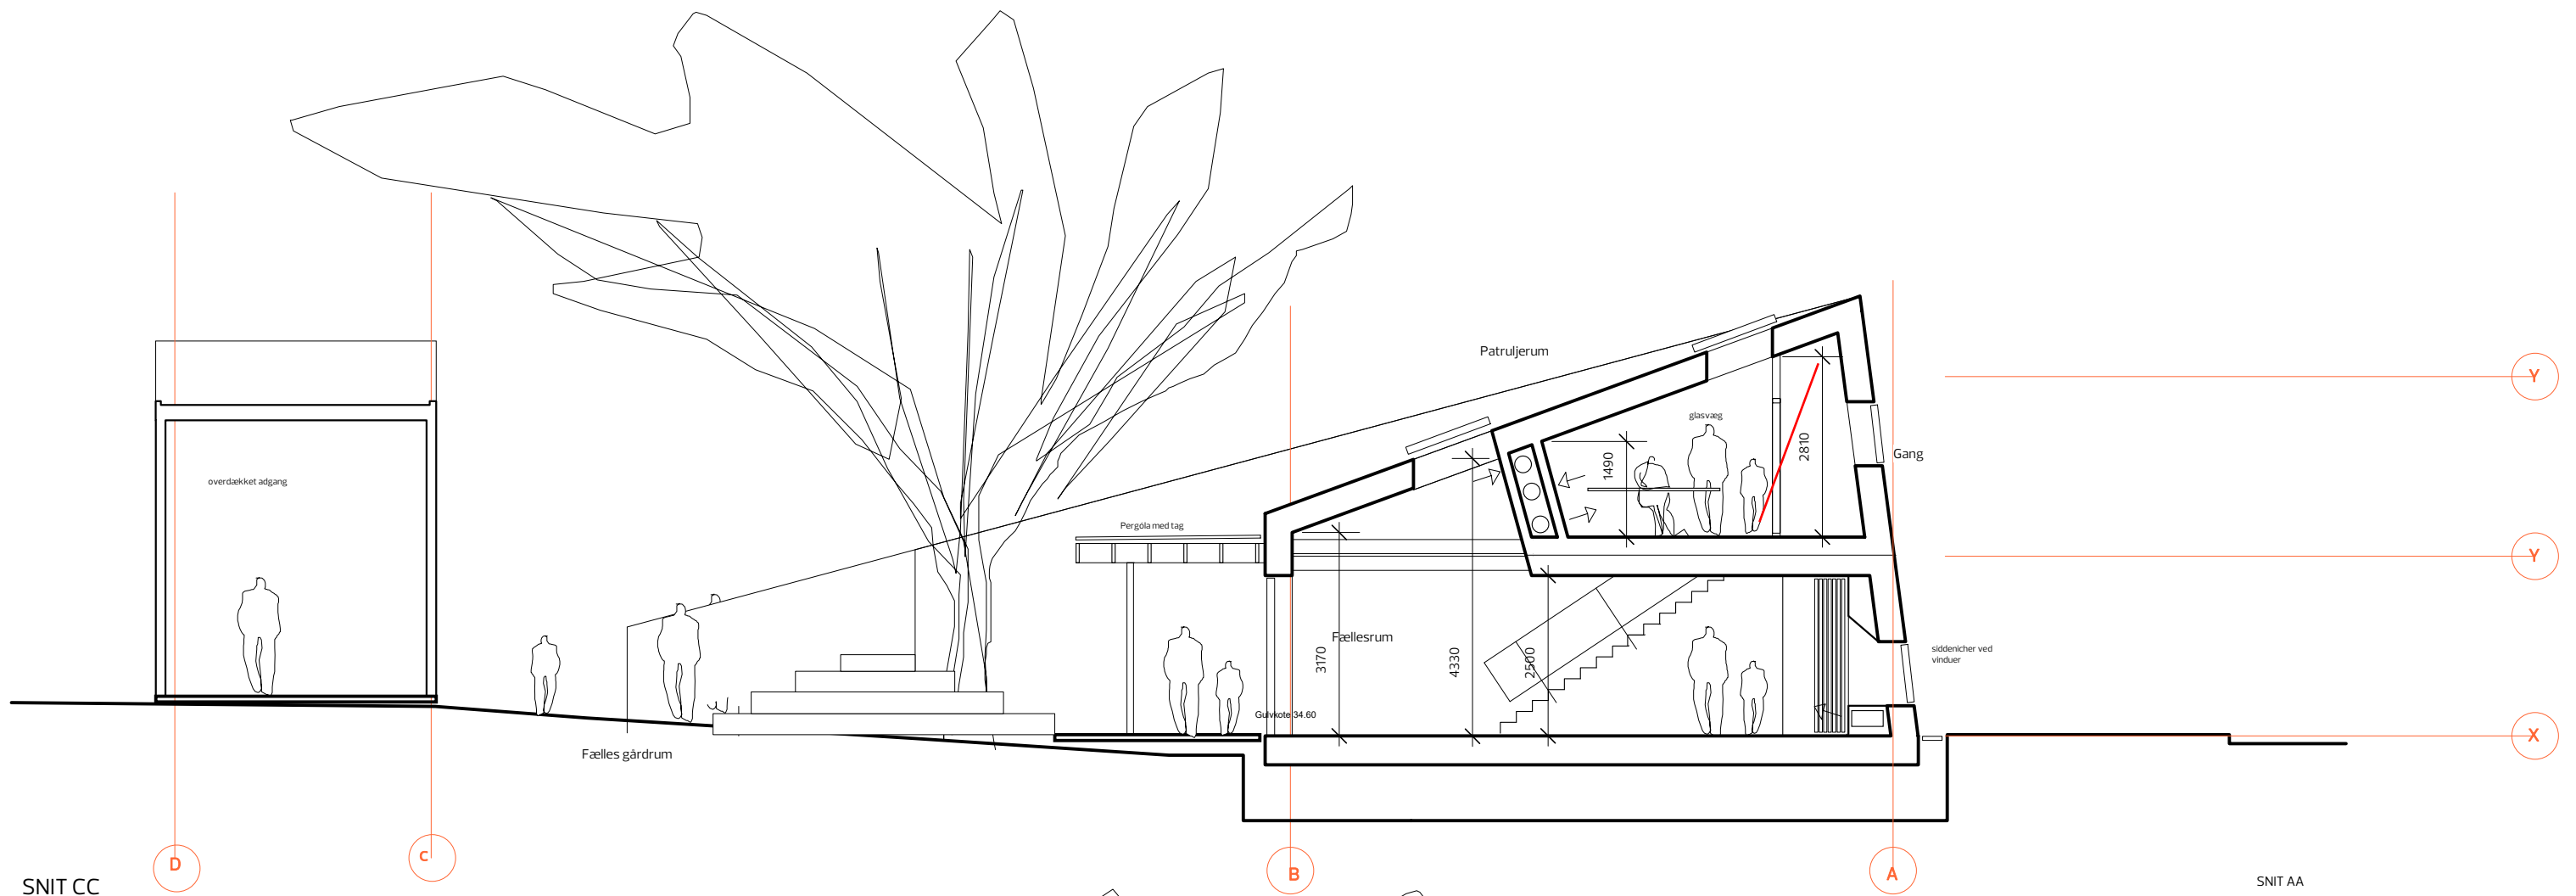 Patruljerum
Y
glasvæg
2810
Gang
1490
overdækket adgang
Pergola med tag
Y
Fællesrum
3170
4330
2500
siddenicher ved
vinduer
Gulvkote 34.60
X
Fælles gårdrum
D
c
B
A
SNIT CC
SNIT AA